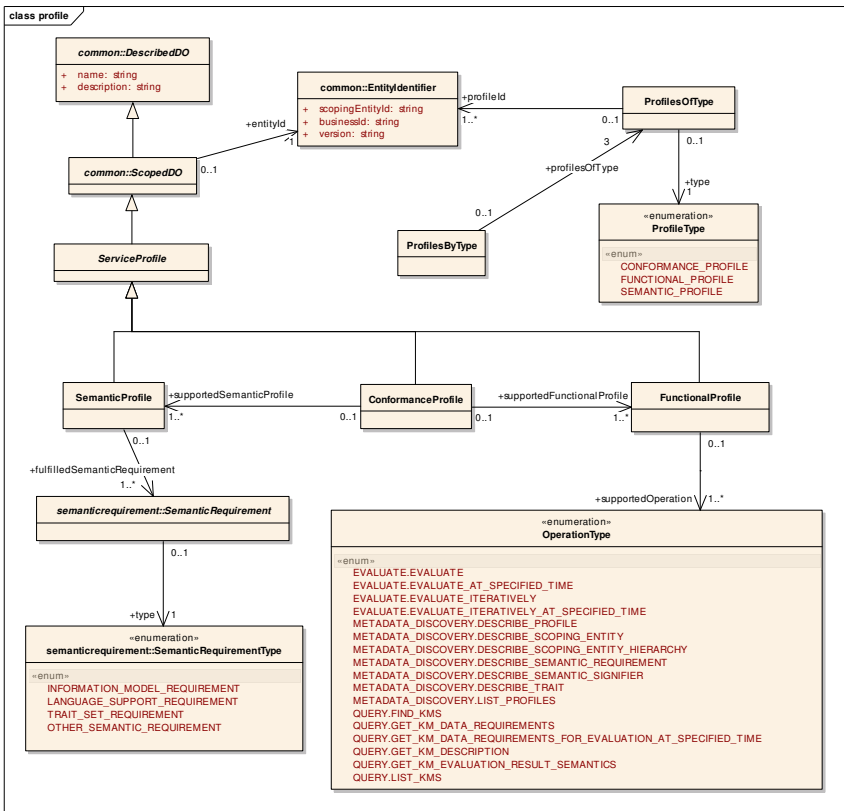 class profile
common::DescribedDO
+ name: string
+ description: string
common::EntityIdentifier
+ scopingEntityId: string
+ businessId: string
+ version: string
+profileId
1..*
0..1
ProfilesOfType
+entityId
1
0..1
common::ScopedDO
3
+profilesOfType
0..1
0..1
+type
1
ProfilesByType
«enumeration»
ProfileType
«enum»
CONFORMANCE_PROFILE
FUNCTIONAL_PROFILE
SEMANTIC_PROFILE
ServiceProfile
SemanticProfile
+supportedSemanticProfile
1..*
0..1
ConformanceProfile
+supportedFunctionalProfile
0..1
1..*
FunctionalProfile
0..1
+fulfilledSemanticRequirement
1..*
0..1
+supportedOperation
1..*
semanticrequirement::SemanticRequirement
0..1
+type
1
«enumeration»
semanticrequirement::SemanticRequirementType
«enum»
INFORMATION_MODEL_REQUIREMENT
LANGUAGE_SUPPORT_REQUIREMENT
TRAIT_SET_REQUIREMENT
OTHER_SEMANTIC_REQUIREMENT
«enumeration»
OperationType
«enum»
EVALUATE.EVALUATE
EVALUATE.EVALUATE_AT_SPECIFIED_TIME
EVALUATE.EVALUATE_ITERATIVELY
EVALUATE.EVALUATE_ITERATIVELY_AT_SPECIFIED_TIME
METADATA_DISCOVERY.DESCRIBE_PROFILE
METADATA_DISCOVERY.DESCRIBE_SCOPING_ENTITY
METADATA_DISCOVERY.DESCRIBE_SCOPING_ENTITY_HIERARCHY
METADATA_DISCOVERY.DESCRIBE_SEMANTIC_REQUIREMENT
METADATA_DISCOVERY.DESCRIBE_SEMANTIC_SIGNIFIER
METADATA_DISCOVERY.DESCRIBE_TRAIT
METADATA_DISCOVERY.LIST_PROFILES
QUERY.FIND_KMS
QUERY.GET_KM_DATA_REQUIREMENTS
QUERY.GET_KM_DATA_REQUIREMENTS_FOR_EVALUATION_AT_SPECIFIED_TIME
QUERY.GET_KM_DESCRIPTION
QUERY.GET_KM_EVALUATION_RESULT_SEMANTICS
QUERY.LIST_KMS